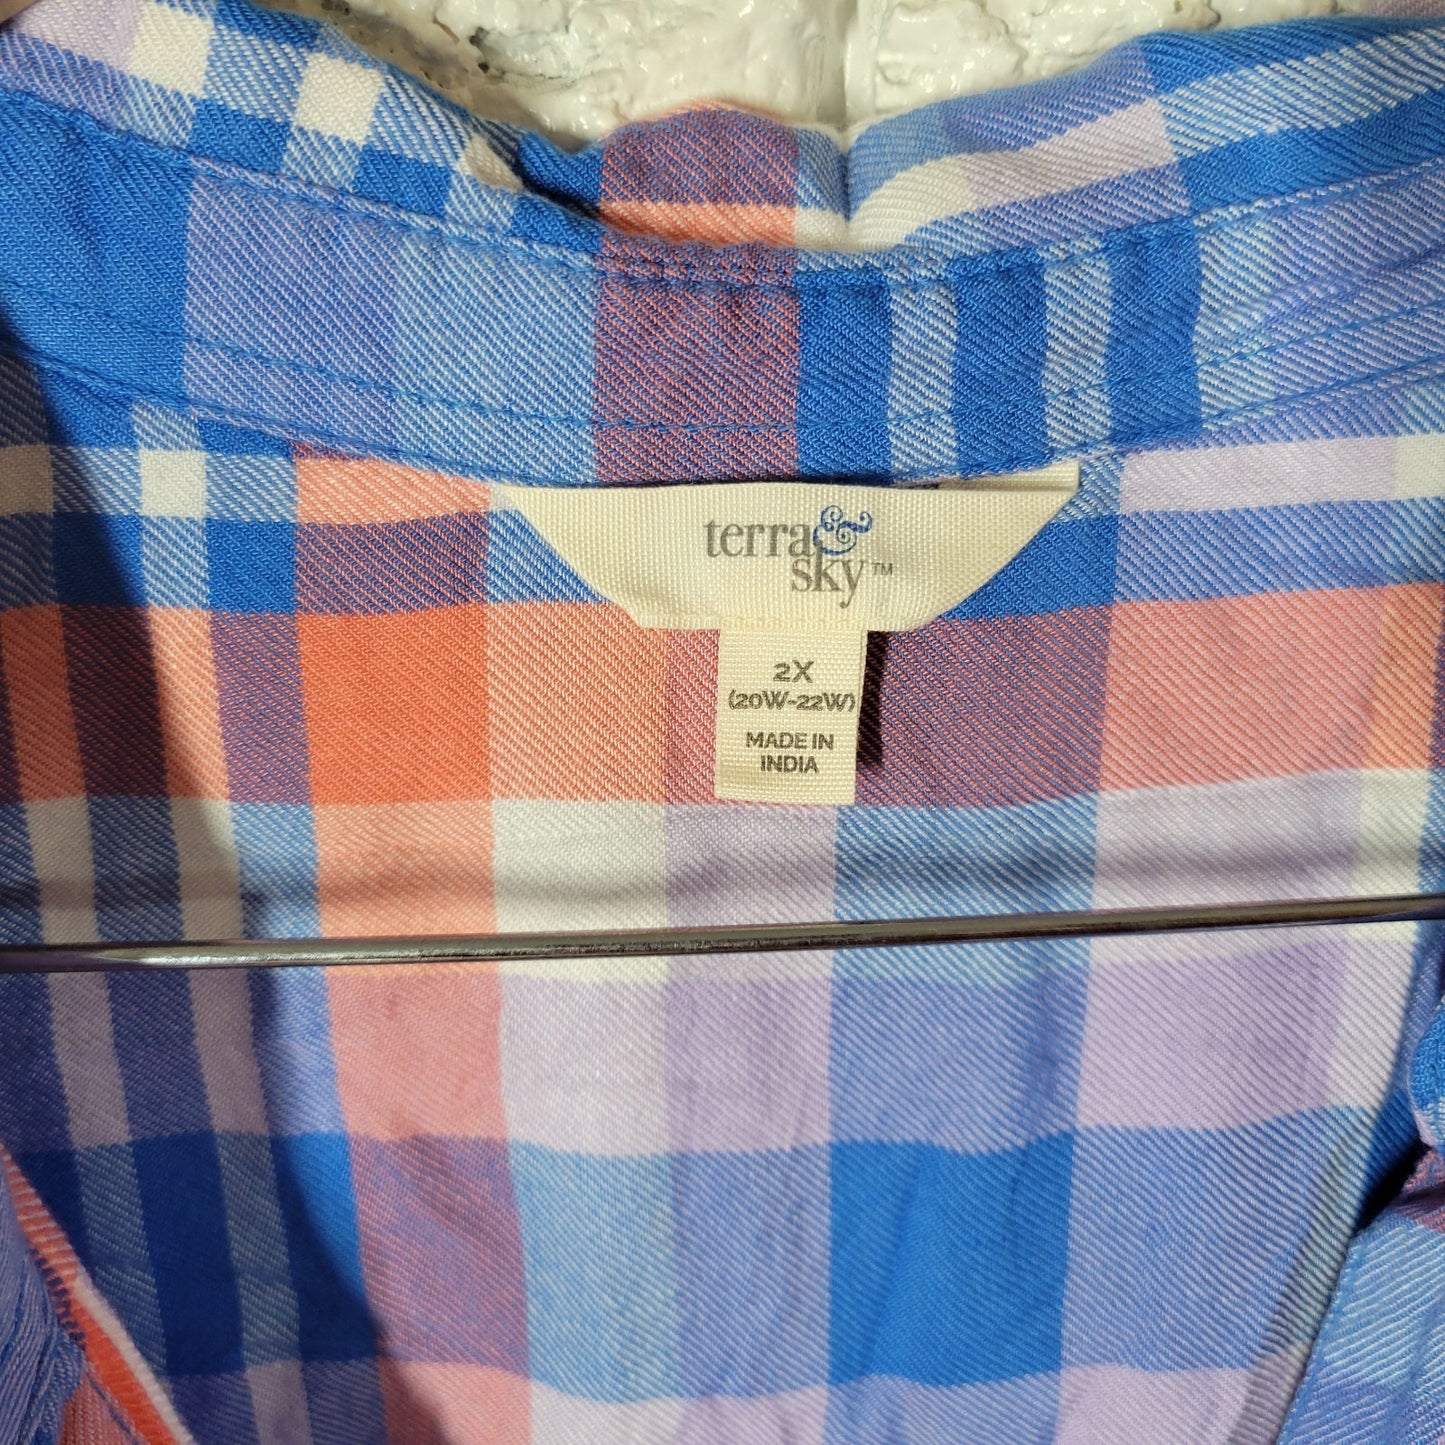 terra &
sky™
2X
(20W-22W)
MADE IN
INDIA